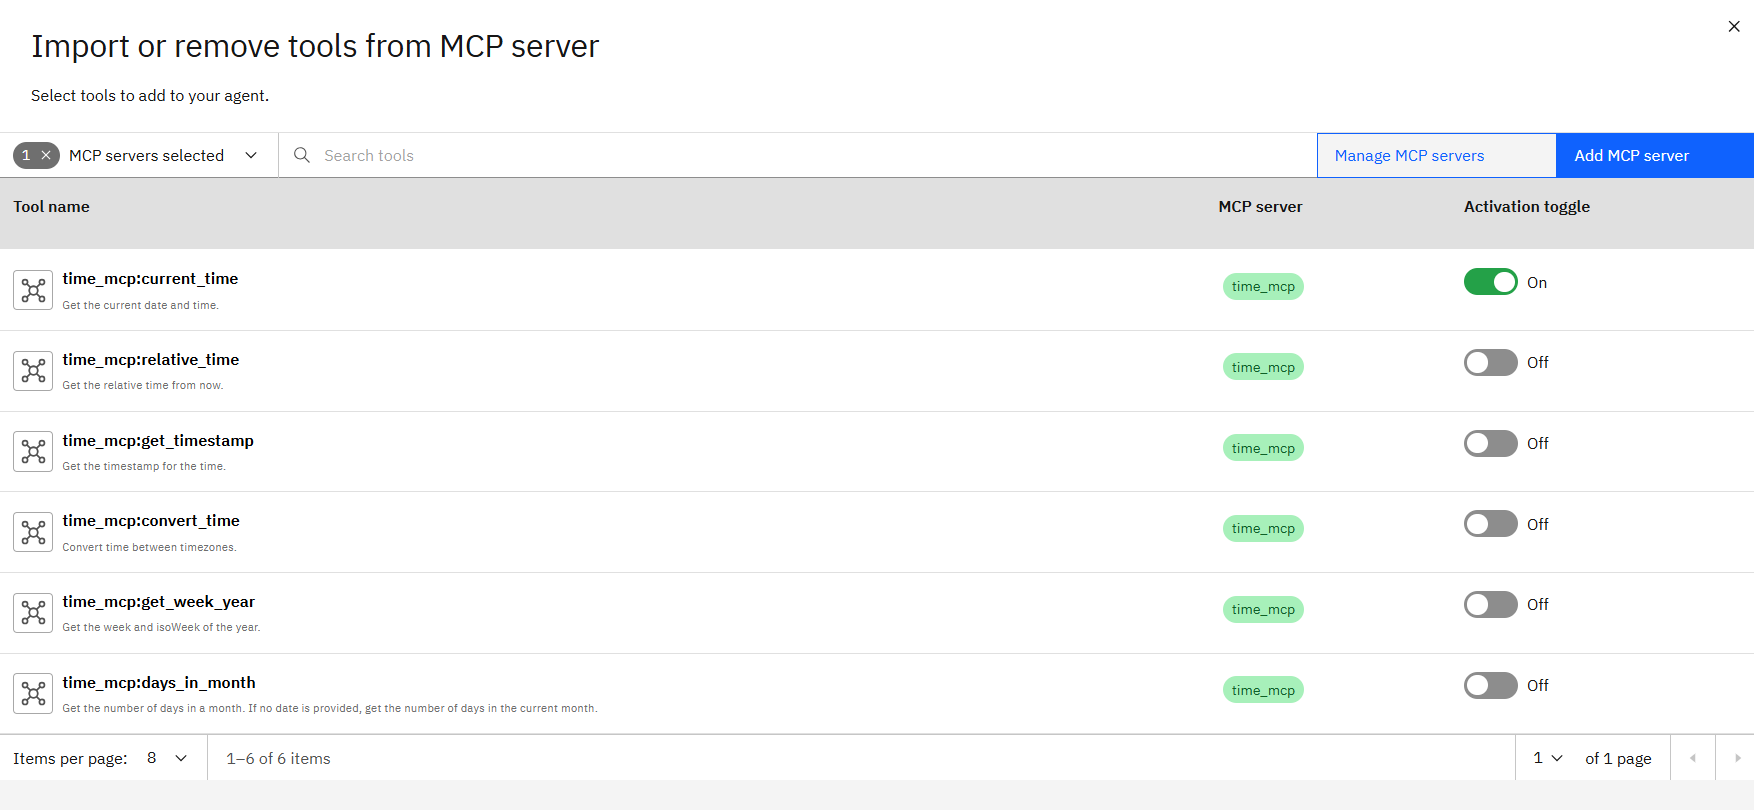 Import or remove tools from MCP server
Select tools to add to your agent.
1 MCP servers selected Search tools Manage MCP servers Add MCP server
Tool name MCP server Activation toggle
time_mcp:current_time
Get the current date and time.
time_mcp On
time_mcp:relative_time
Get the relative time from now.
time_mcp Off
time_mcp:get_timestamp
Get the timestamp for the time.
time_mcp Off
time_mcp:convert_time
Convert time between timezones.
time_mcp Off
time_mcp:get_week_year
Get the week and isoWeek of the year.
time_mcp Off
time_mcp:days_in_month
Get the number of days in a month. If no date is provided, get the number of days in the current month.
time_mcp Off
Items per page: 8 1–6 of 6 items 1 of 1 page